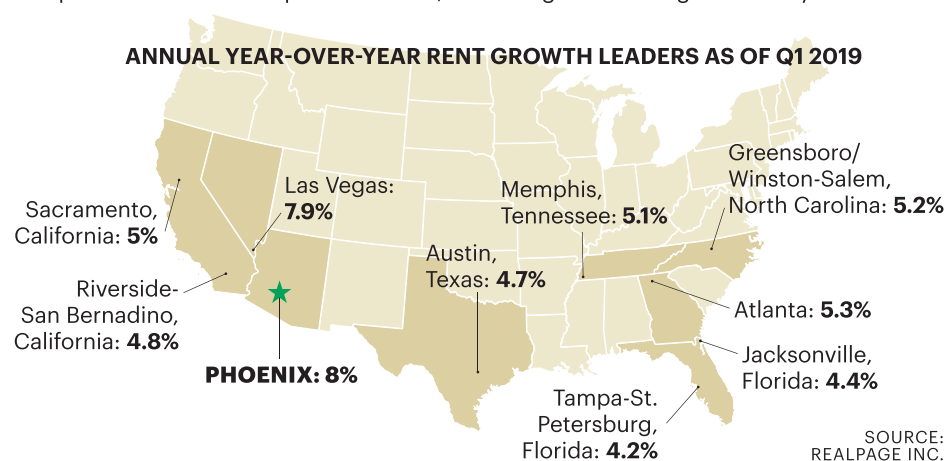 ANNUAL YEAR-OVER-YEAR RENT GROWTH LEADERS AS OF Q1 2019
Greensboro/
Winston-Salem,
North Carolina: 5.2%
Las Vegas:
7.9%
Memphis,
Tennessee: 5.1%
Sacramento,
California: 5%
Austin,
Texas: 4.7%
Riverside-
San Bernadino,
California: 4.8%
Atlanta: 5.3%
PHOENIX: 8%
Jacksonville,
Florida: 4.4%
Tampa-St.
Petersburg,
Florida: 4.2%
SOURCE:
REALPAGE INC.